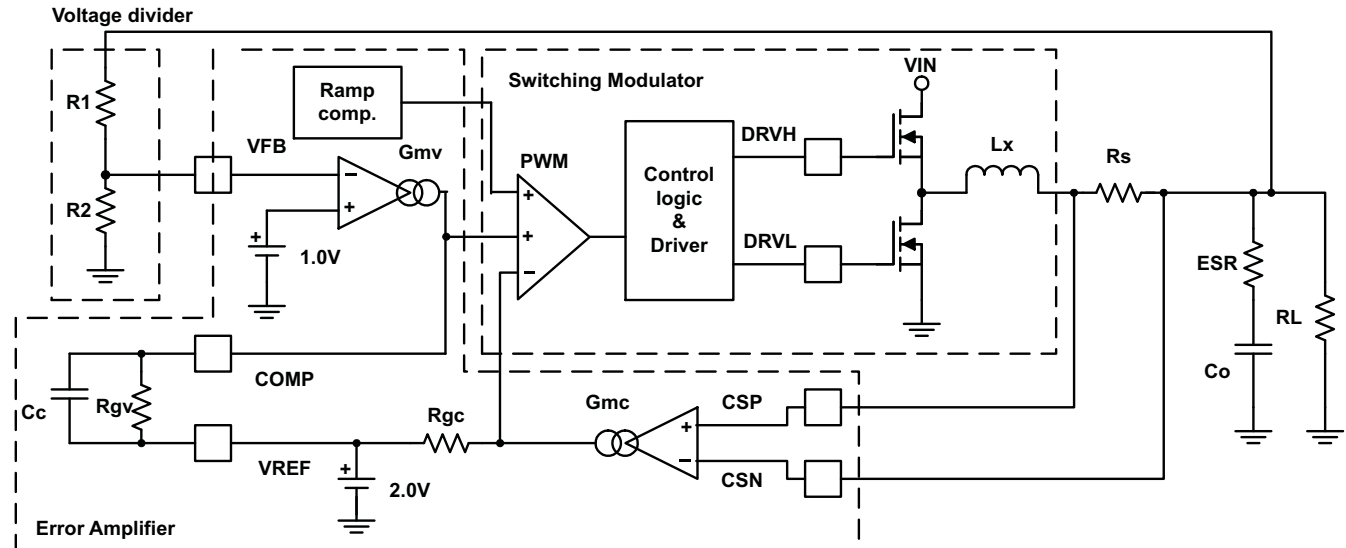 Voltage divider
R1
R2
VFB
Ramp
comp.
Gmv
−
+
+
1.0V
Switching Modulator
PWM
+
+
−
Control
logic
&
Driver
DRVH
DRVL
VIN
Lx
Rs
ESR
Co
RL
COMP
Cc
Rgv
VREF
+
2.0V
Rgc
Gmc
+
−
CSP
CSN
Error Amplifier